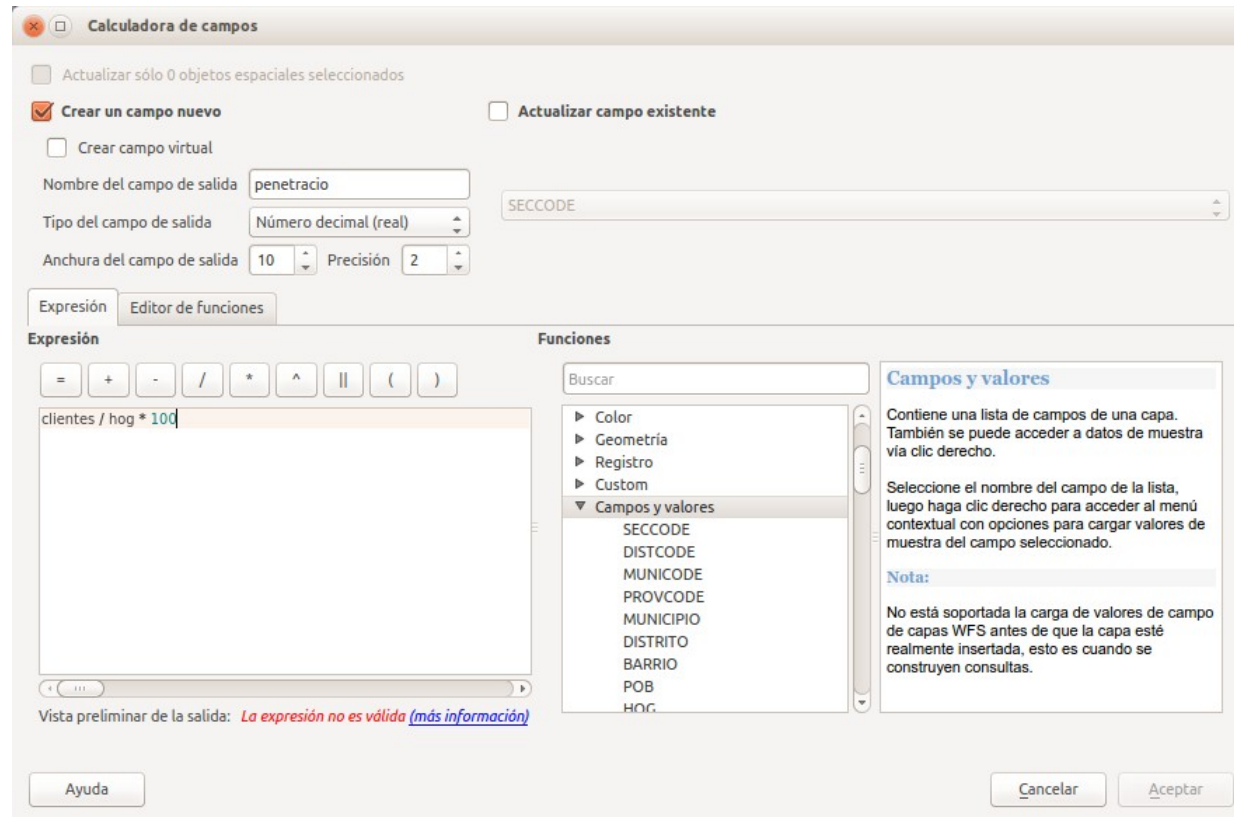 Calculadora de campos
Actualizar sólo 0 objetos espaciales seleccionados
Crear un campo nuevo
Actualizar campo existente
Crear campo virtual
Nombre del campo de salida penetracio
SECCODE
Tipo del campo de salida Número decimal (real)
Anchura del campo de salida 10 Precisión 2
Expresión Editor de funciones
Expresión
= + - / * ^ || ( )
clientes / hog * 100
Vista preliminar de la salida: La expresión no es válida (más información)
Funciones
Buscar
Color
Geometría
Registro
Custom
Campos y valores
SECCODE
DISTCODE
MUNICODE
PROVCODE
MUNICIPIO
DISTRITO
BARRIO
POB
HOG
Campos y valores
Contiene una lista de campos de una capa.
También se puede acceder a datos de muestra
vía clic derecho.
Seleccione el nombre del campo de la lista,
luego haga clic derecho para acceder al menú
contextual con opciones para cargar valores de
muestra del campo seleccionado.
Nota:
No está soportada la carga de valores de campo
de capas WFS antes de que la capa esté
realmente insertada, esto es cuando se
construyen consultas.
Ayuda
Cancelar
Aceptar